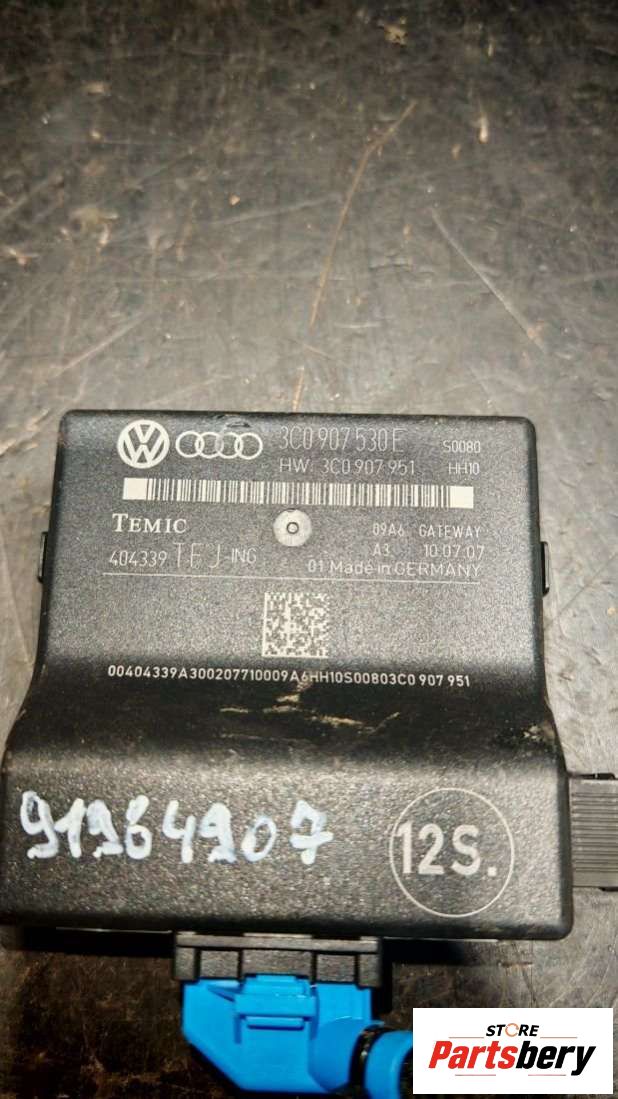 3C0 907 530 E S0080
HW: 3C0 907 951 HH10
TEMIC 09A6 GATEWAY
404339 TEJ-ING A3 10.07.07
01 Made in GERMANY
00404339A300207710009A6HH10S00803C0 907 951
91964907
12S.
STORE
Partsbery